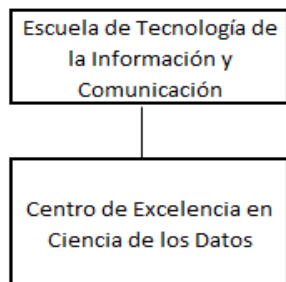 Escuela de Tecnología de
la Información y
Comunicación
Centro de Excelencia en
Ciencia de los Datos